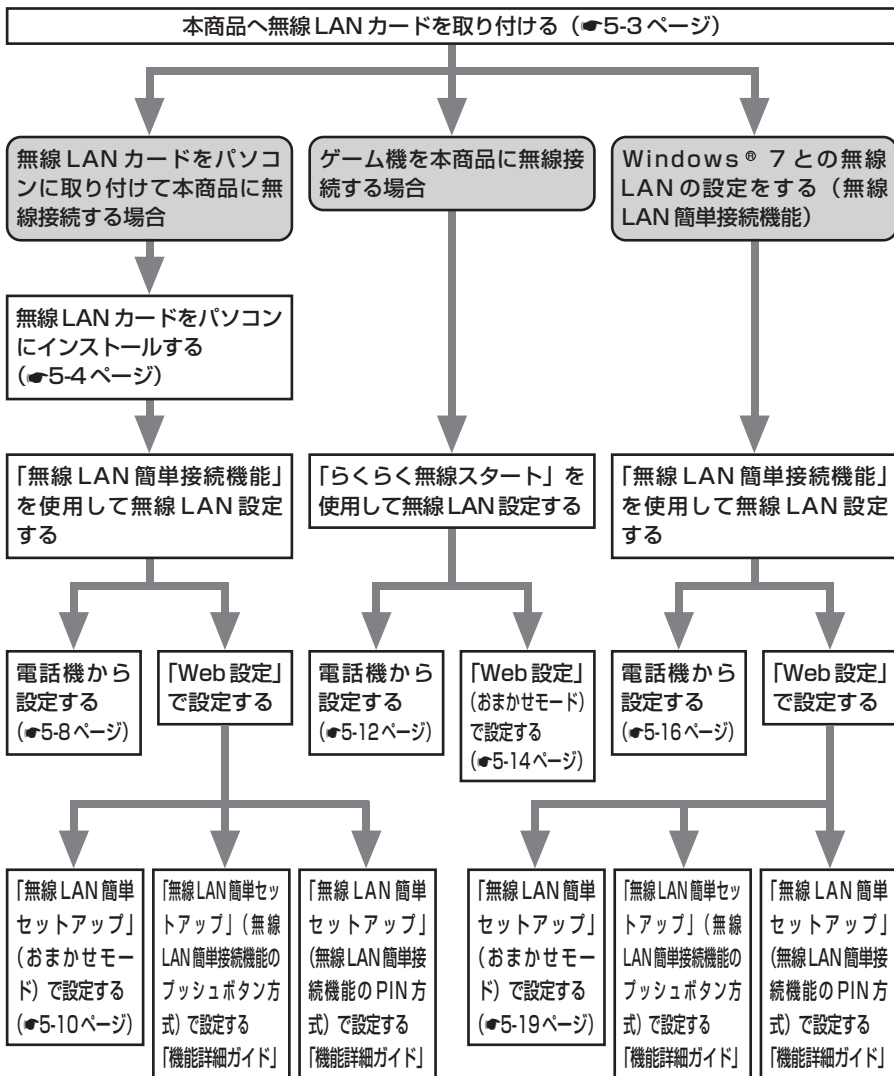 本商品へ無線LANカードを取り付ける（☛5-3ページ）
無線LANカードをパソコ
ンに取り付けて本商品に無
線接続する場合
ゲーム機を本商品に無線接
続する場合
Windows® 7との無線
LANの設定をする（無線
LAN簡単接続機能）
無線LANカードをパソコン
にインストールする
（☛5-4ページ）
「無線LAN簡単接続機能」
を使用して無線LAN設定
する
「らくらく無線スタート」を
使用して無線LAN設定する
「無線LAN簡単接続機能」
を使用して無線LAN設定
する
電話機から
設定する
（☛5-8ページ）
「Web設定」
で設定する
電話機から
設定する
（☛5-12ページ）
「Web設定」
（おまかせモード）
で設定する
（☛5-14ページ）
電話機から
設定する
（☛5-16ページ）
「Web設定」
で設定する
「無線LAN簡単
セットアップ」
（おまかせモー
ド）で設定する
（☛5-10ページ）
「無線LAN簡単セッ
トアップ」（無線
LAN簡単接続機能の
プッシュボタン方
式）で設定する
「機能詳細ガイド」
「無線LAN簡単
セットアップ」
（無線LAN簡単接
続機能のPIN方
式）で設定する
「機能詳細ガイド」
「無線LAN簡単
セットアップ」
（おまかせモー
ド）で設定する
（☛5-19ページ）
「無線LAN簡単セッ
トアップ」（無線
LAN簡単接続機能の
プッシュボタン方
式）で設定する
「機能詳細ガイド」
「無線LAN簡単
セットアップ」
（無線LAN簡単接
続機能のPIN方
式）で設定する
「機能詳細ガイド」